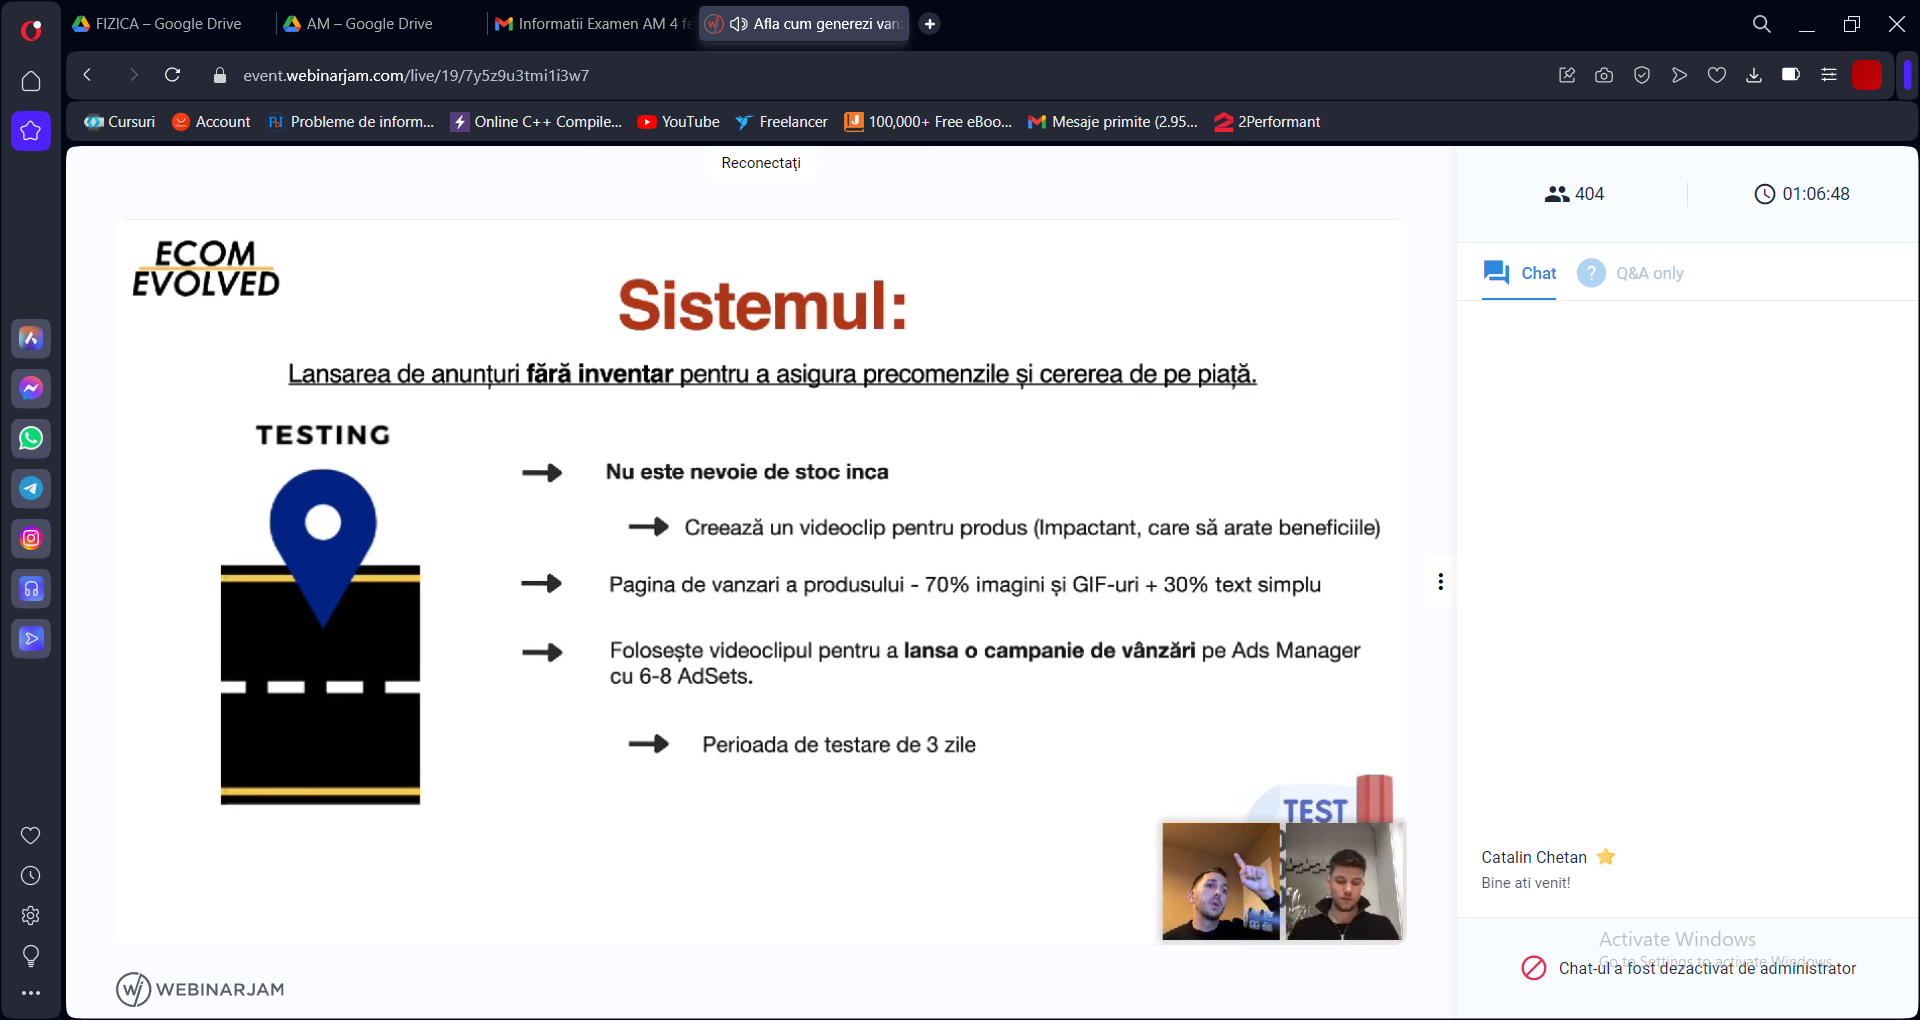 FIZICA – Google Drive
AM – Google Drive
Informatii Examen AM 4 fe
Afla cum generezi van
event.webinarjam.com/live/19/7y5z9u3tmi1i3w7
Cursuri
Account
Probleme de inform...
Online C++ Compile...
YouTube
Freelancer
100,000+ Free eBoo...
Mesaje primite (2.95...
2Performant
Reconectaţi
404
01:06:48
ECOM
EVOLVED
Sistemul:
Lansarea de anunțuri fără inventar pentru a asigura precomenzile și cererea de pe piață.
TESTING
Nu este nevoie de stoc inca
Creează un videoclip pentru produs (Impactant, care să arate beneficiile)
Pagina de vanzari a produsului - 70% imagini și GIF-uri + 30% text simplu
Folosește videoclipul pentru a lansa o campanie de vânzări pe Ads Manager
cu 6-8 AdSets.
Perioada de testare de 3 zile
TEST
Chat
Q&A only
Catalin Chetan
Bine ati venit!
Activate Windows
Go to Settings to activate Windows.
Chat-ul a fost dezactivat de administrator
WEBINARJAM